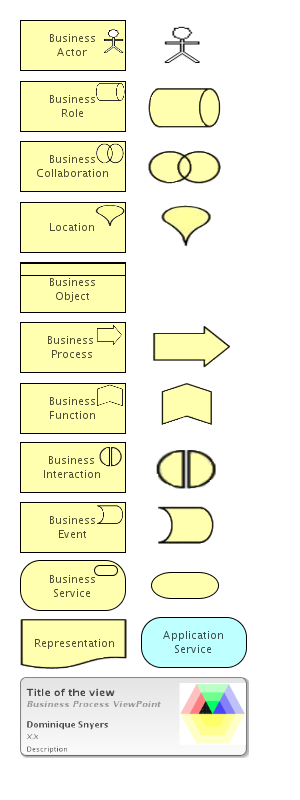 Business
Actor
Business
Role
Business
Collaboration
Location
Business
Object
Business
Process
Business
Function
Business
Interaction
Business
Event
Business
Service
Representation
Application
Service
Title of the view
Business Process ViewPoint
Dominique Snyers
X.X
Description